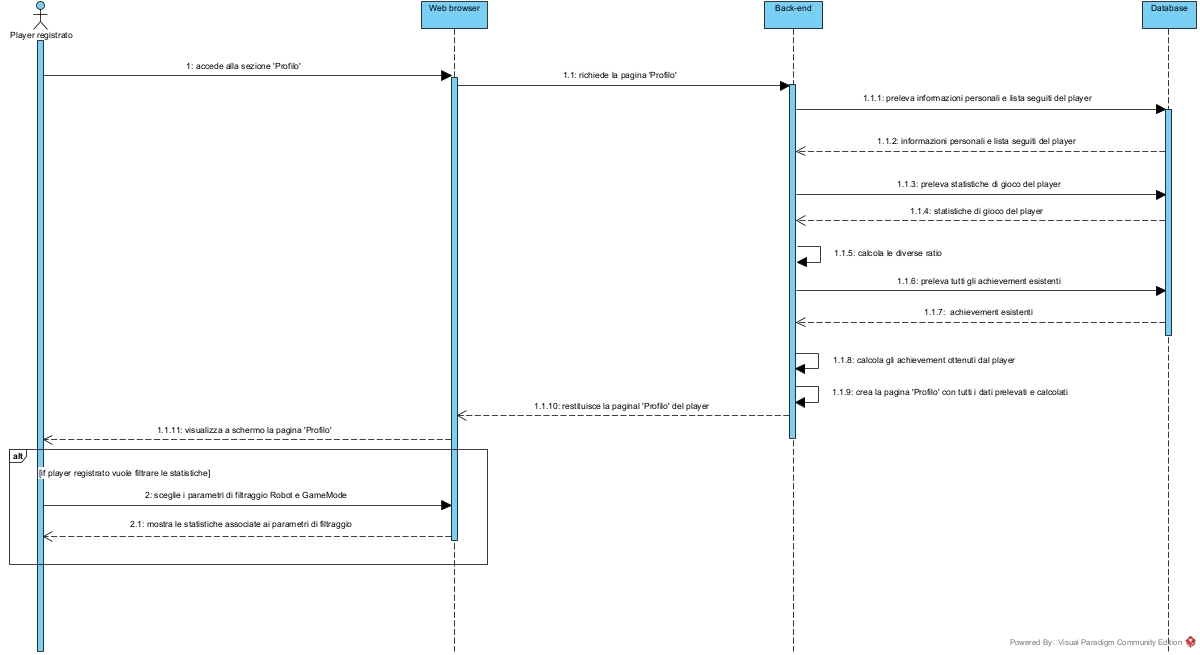 Player registrato
Web browser
Back-end
Database
1: accede alla sezione 'Profilo'
1.1: richiede la pagina 'Profilo'
1.1.1: preleva informazioni personali e lista seguiti del player
1.1.2: informazioni personali e lista seguiti del player
1.1.3: preleva statistiche di gioco del player
1.1.4: statistiche di gioco del player
1.1.5: calcola le diverse ratio
1.1.6: preleva tutti gli achievement esistenti
1.1.7: achievement esistenti
1.1.8: calcola gli achievement ottenuti dal player
1.1.9: crea la pagina 'Profilo' con tutti i dati prelevati e calcolati
1.1.10: restituisce la paginal 'Profilo' del player
1.1.11: visualizza a schermo la pagina 'Profilo'
alt
[if player registrato vuole filtrare le statistiche]
2: sceglie i parametri di filtraggio Robot e GameMode
2.1: mostra le statistiche associate ai parametri di filtraggio
Powered By Visual Paradigm Community Edition